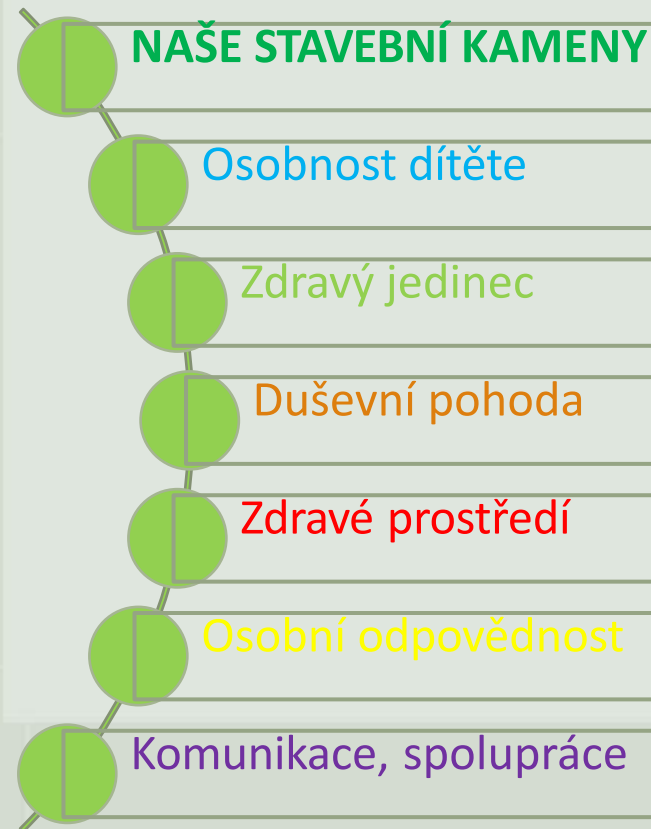 NAŠE STAVEBNÍ KAMENY
Osobnost dítěte
Zdravý jedinec
Duševní pohoda
Zdravé prostředí
Osobní odpovědnost
Komunikace, spolupráce